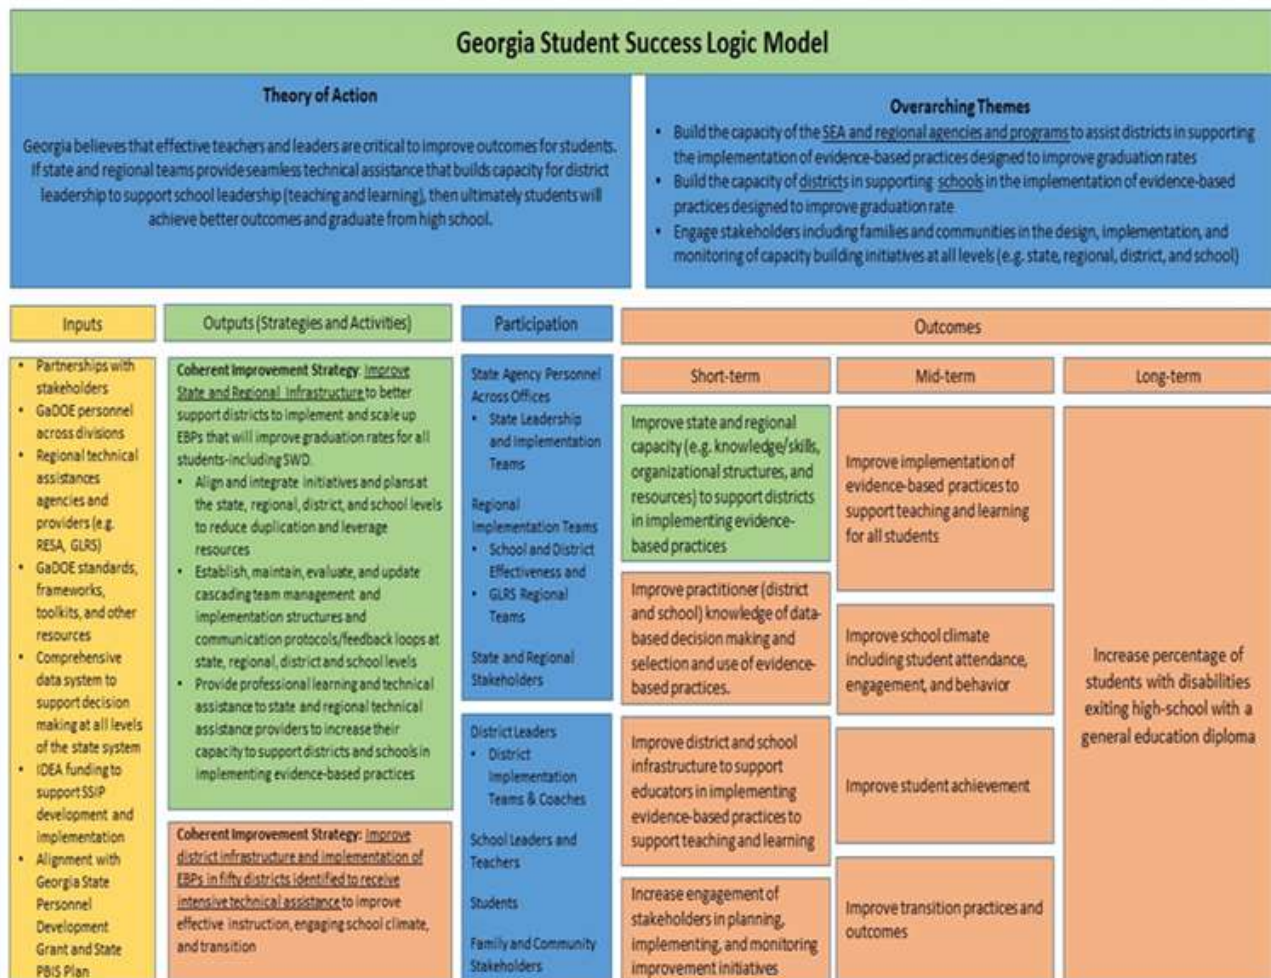 Georgia Student Success Logic Model
Theory of Action
Georgia believes that effective teachers and leaders are critical to improve outcomes for students.
If state and regional teams provide seamless technical assistance that builds capacity for district
leadership to support school leadership (teaching and learning), then ultimately students will
achieve better outcomes and graduate from high school.
Overarching Themes
• Build the capacity of the SEA and regional agencies and programs to assist districts in supporting
the implementation of evidence-based practices designed to improve graduation rates
• Build the capacity of districts in supporting schools in the implementation of evidence-based
practices designed to improve graduation rate
• Engage stakeholders including families and communities in the design, implementation, and
monitoring of capacity building initiatives at all levels (e.g. state, regional, district, and school)
Inputs
• Partnerships with
stakeholders
• GaDOE personnel
across divisions
• Regional technical
assistances
agencies and
providers (e.g.
RESA, GLRS)
• GaDOE standards,
frameworks,
toolkits, and other
resources
• Comprehensive
data system to
support decision
making at all levels
of the state system
• IDEA funding to
support SSIP
development and
implementation
• Alignment with
Georgia State
Personnel
Development
Grant and State
PBIS Plan
Outputs (Strategies and Activities)
Coherent Improvement Strategy: Improve
State and Regional Infrastructure to better
support districts to implement and scale up
EBPs that will improve graduation rates for all
students-including SWD.
• Align and integrate initiatives and plans at
the state, regional, district, and school levels
to reduce duplication and leverage
resources
• Establish, maintain, evaluate, and update
cascading team management and
implementation structures and
communication protocols/feedback loops at
state, regional, district and school levels
• Provide professional learning and technical
assistance to state and regional technical
assistance providers to increase their
capacity to support districts and schools in
implementing evidence-based practices
Coherent Improvement Strategy: Improve
district infrastructure and implementation of
EBPs in fifty districts identified to receive
intensive technical assistance to improve
effective instruction, engaging school climate,
and transition
Participation
State Agency Personnel
Across Offices
• State Leadership
and Implementation
Teams
Regional
Implementation Teams
• School and District
Effectiveness and
• GLRS Regional
Teams
State and Regional
Stakeholders
District Leaders
• District
Implementation
Teams & Coaches
School Leaders and
Teachers
Students
Family and Community
Stakeholders
Outcomes
Short-term
Improve state and regional
capacity (e.g. knowledge/skills,
organizational structures, and
resources) to support districts
in implementing evidence-
based practices
Improve practitioner (district
and school) knowledge of data-
based decision making and
selection and use of evidence-
based practices.
Improve district and school
infrastructure to support
educators in implementing
evidence-based practices to
support teaching and learning
Increase engagement of
stakeholders in planning,
implementing, and monitoring
improvement initiatives
Mid-term
Improve implementation of
evidence-based practices to
support teaching and learning
for all students
Improve school climate
including student attendance,
engagement, and behavior
Improve student achievement
Improve transition practices and
outcomes
Long-term
Increase percentage of
students with disabilities
exiting high-school with a
general education diploma